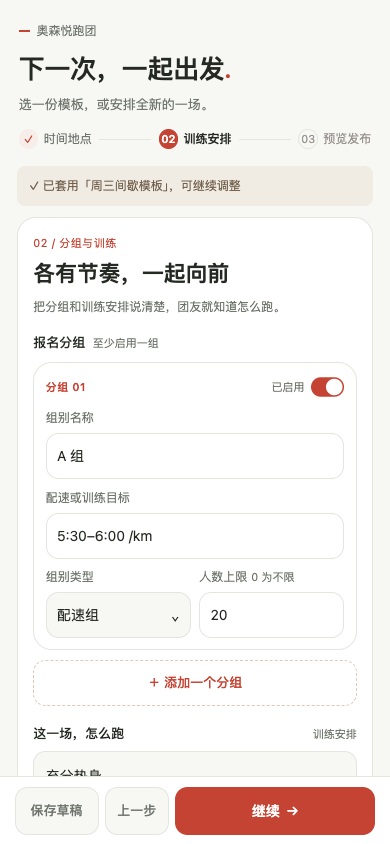 奥森悦跑团
下一次，一起出发.
选一份模板，或安排全新的一场。
✓ 时间地点 02 训练安排 03 预览发布
✓ 已套用「周三间歇模板」，可继续调整
02 / 分组与训练
各有节奏，一起向前
把分组和训练安排说清楚，团友就知道怎么跑。
报名分组 至少启用一组
分组 01 已启用
组别名称
A 组
配速或训练目标
5:30–6:00 /km
组别类型 人数上限 0 为不限
配速组 20
+ 添加一个分组
这一场，怎么跑 训练安排
充分热身
保存草稿 上一步 继续 →